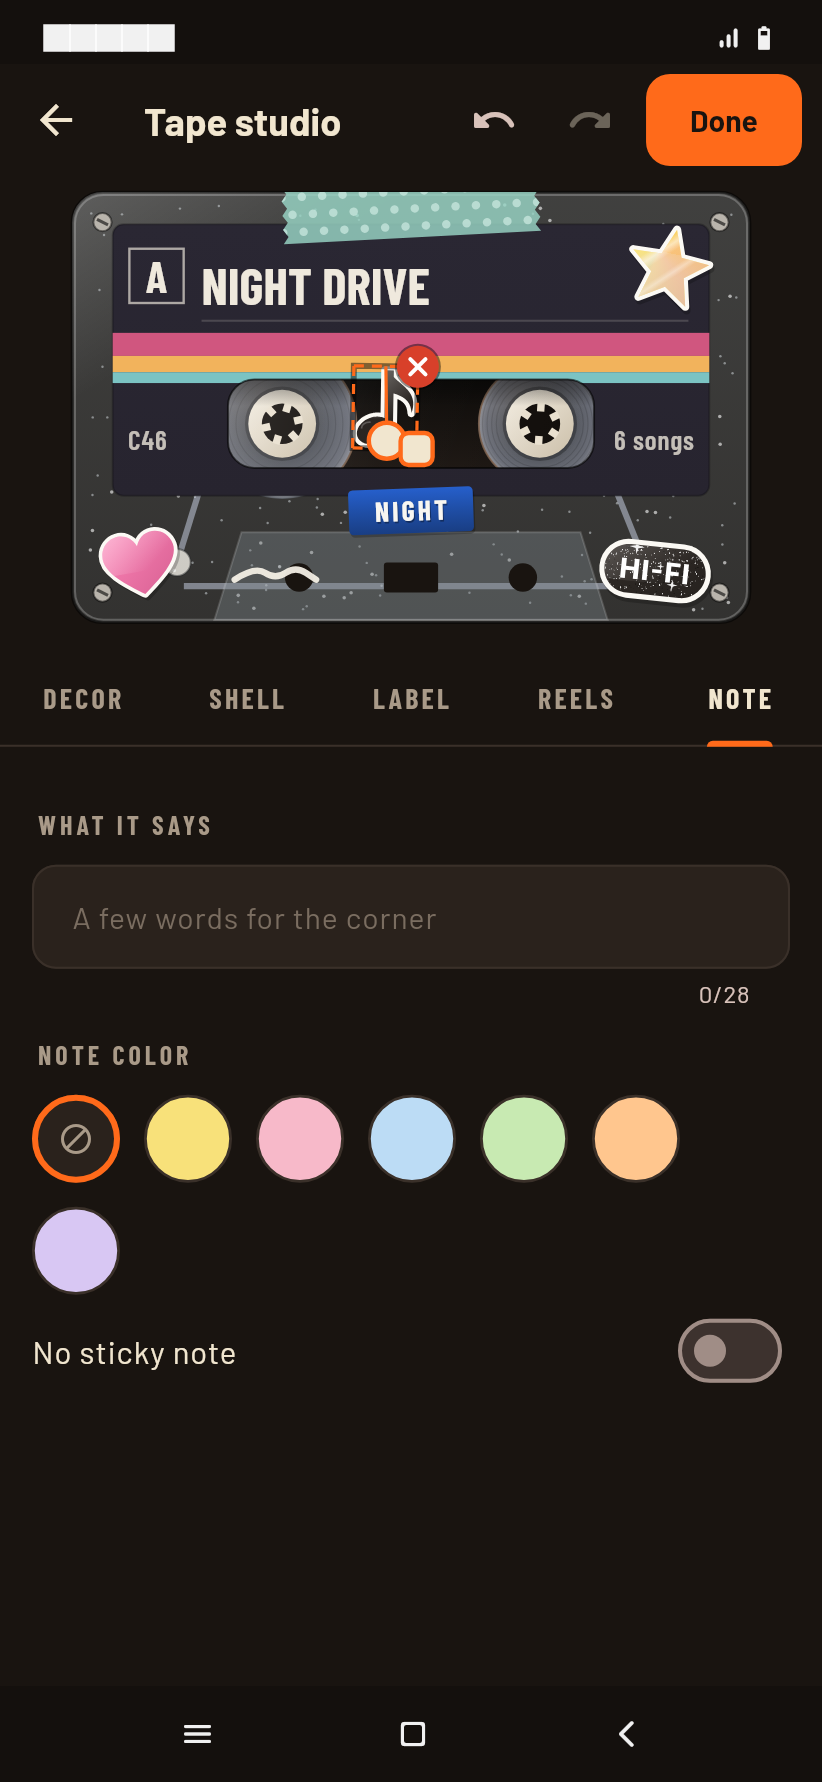 Tape studio
Done
A
NIGHT DRIVE
C46
6 songs
NIGHT
HI-FI
DECOR
SHELL
LABEL
REELS
NOTE
WHAT IT SAYS
A few words for the corner
0/28
NOTE COLOR
No sticky note